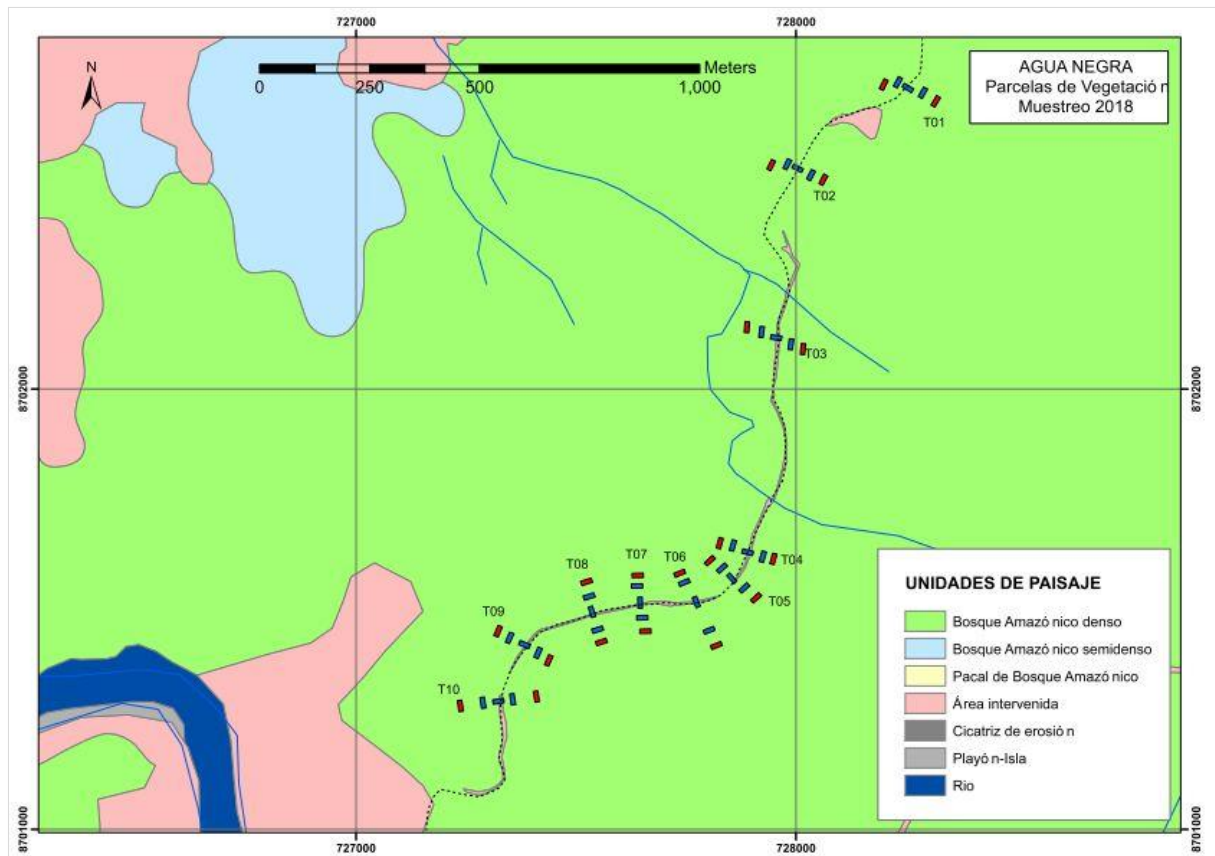 727000
728000
N
Meters
0
250
500
1,000
AGUA NEGRA
Parcelas de Vegetació n
Muestreo 2018
T01
T02
T03
8702000
8702000
T04
T05
T06
T07
T08
T09
T10
UNIDADES DE PAISAJE
Bosque Amazó nico denso
Bosque Amazó nico semidenso
Pacal de Bosque Amazó nico
Área intervenida
Cicatriz de erosió n
Playó n-Isla
Rio
8701000
8701000
727000
728000